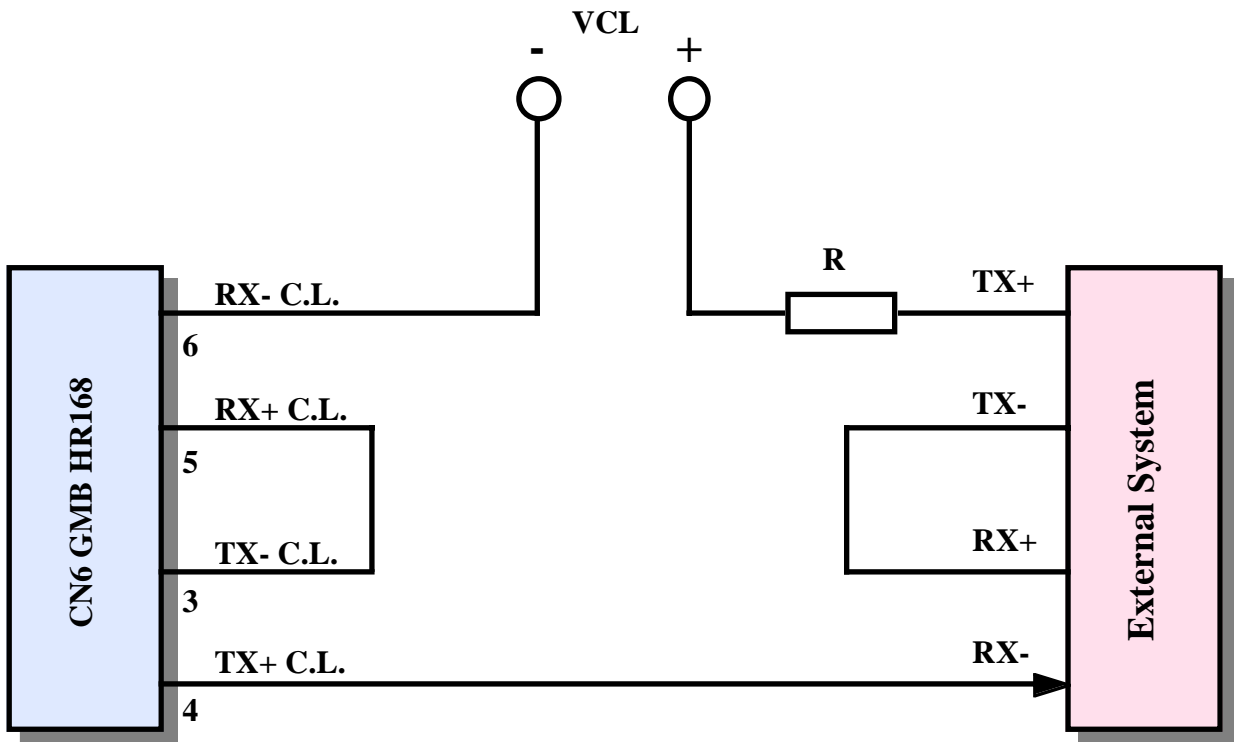 VCL
- +
R
RX- C.L.
TX+
6
RX+ C.L.
TX-
5
TX- C.L.
RX+
3
TX+ C.L.
RX-
4
CN6 GMB HR168
External System